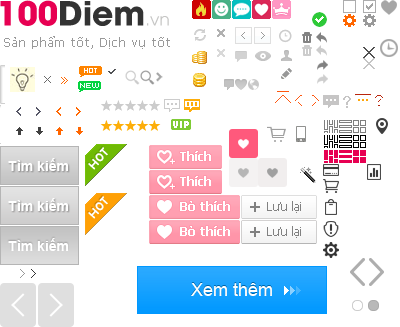 100Diem.vn
Sản phẩm tốt, Dịch vụ tốt
HOT
NEW
VIP
Tìm kiếm
HOT
Thích
Thích
Tìm kiếm
HOT
Bỏ thích
Lưu lại
Tìm kiếm
Bỏ thích
Lưu lại
Xem thêm